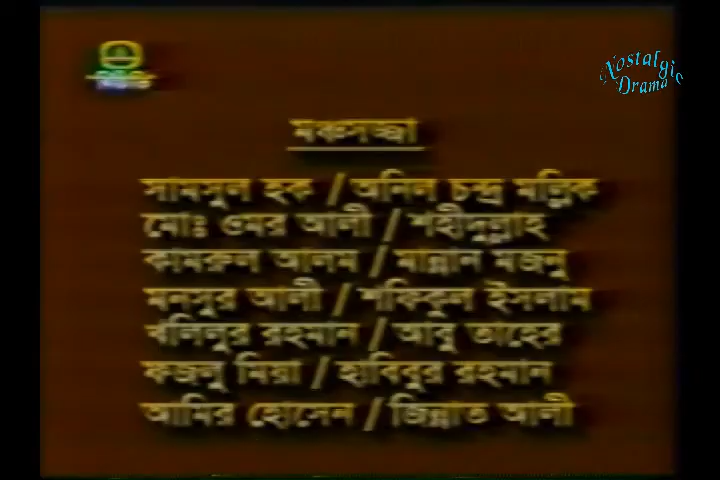 বিটিভি
Nostalgic
Drama
মঞ্চসজ্জা
সামসুল হক / অনিল চন্দ্র মল্লিক
মোঃ ওমর আলী / শহীদুল্লাহ
কামরুল আলম / মান্নান মজনু
মনসুর আলী / শফিকুল ইসলাম
খলিলুর রহমান / আবু তাহের
ফজলু মিয়া / হাবিবুর রহমান
আমির হোসেন / জিন্নাত আলী